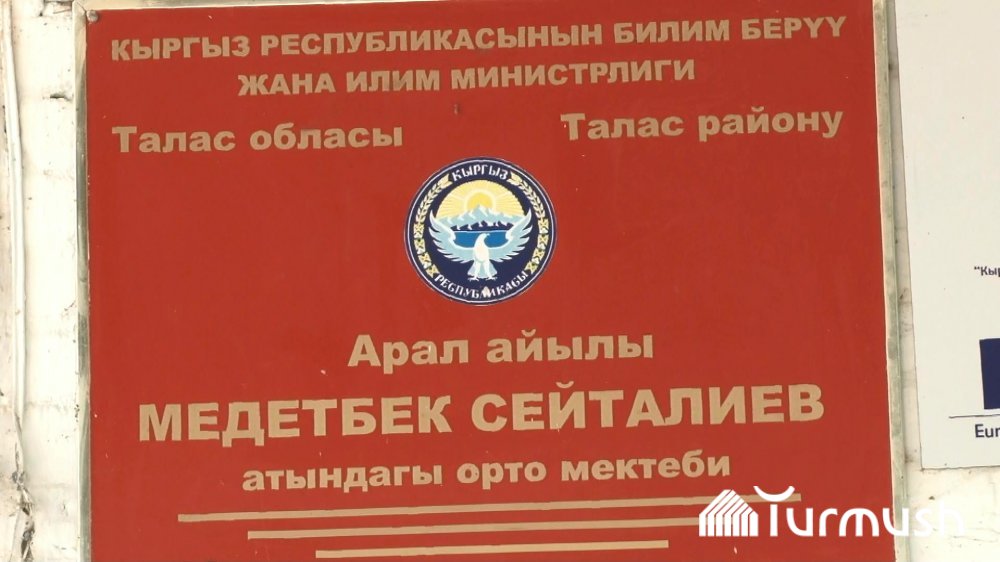 КЫРГЫЗ РЕСПУБЛИКАСЫНЫН БИЛИМ БЕРҮҮ
ЖАНА ИЛИМ МИНИСТРЛИГИ
Талас обласы
Талас району
КЫРГЫЗ
РЕСПУБЛИКАСЫ
Арал айылы
МЕДЕТБЕК СЕЙТАЛИЕВ
атындагы орто мектеби
Turmush